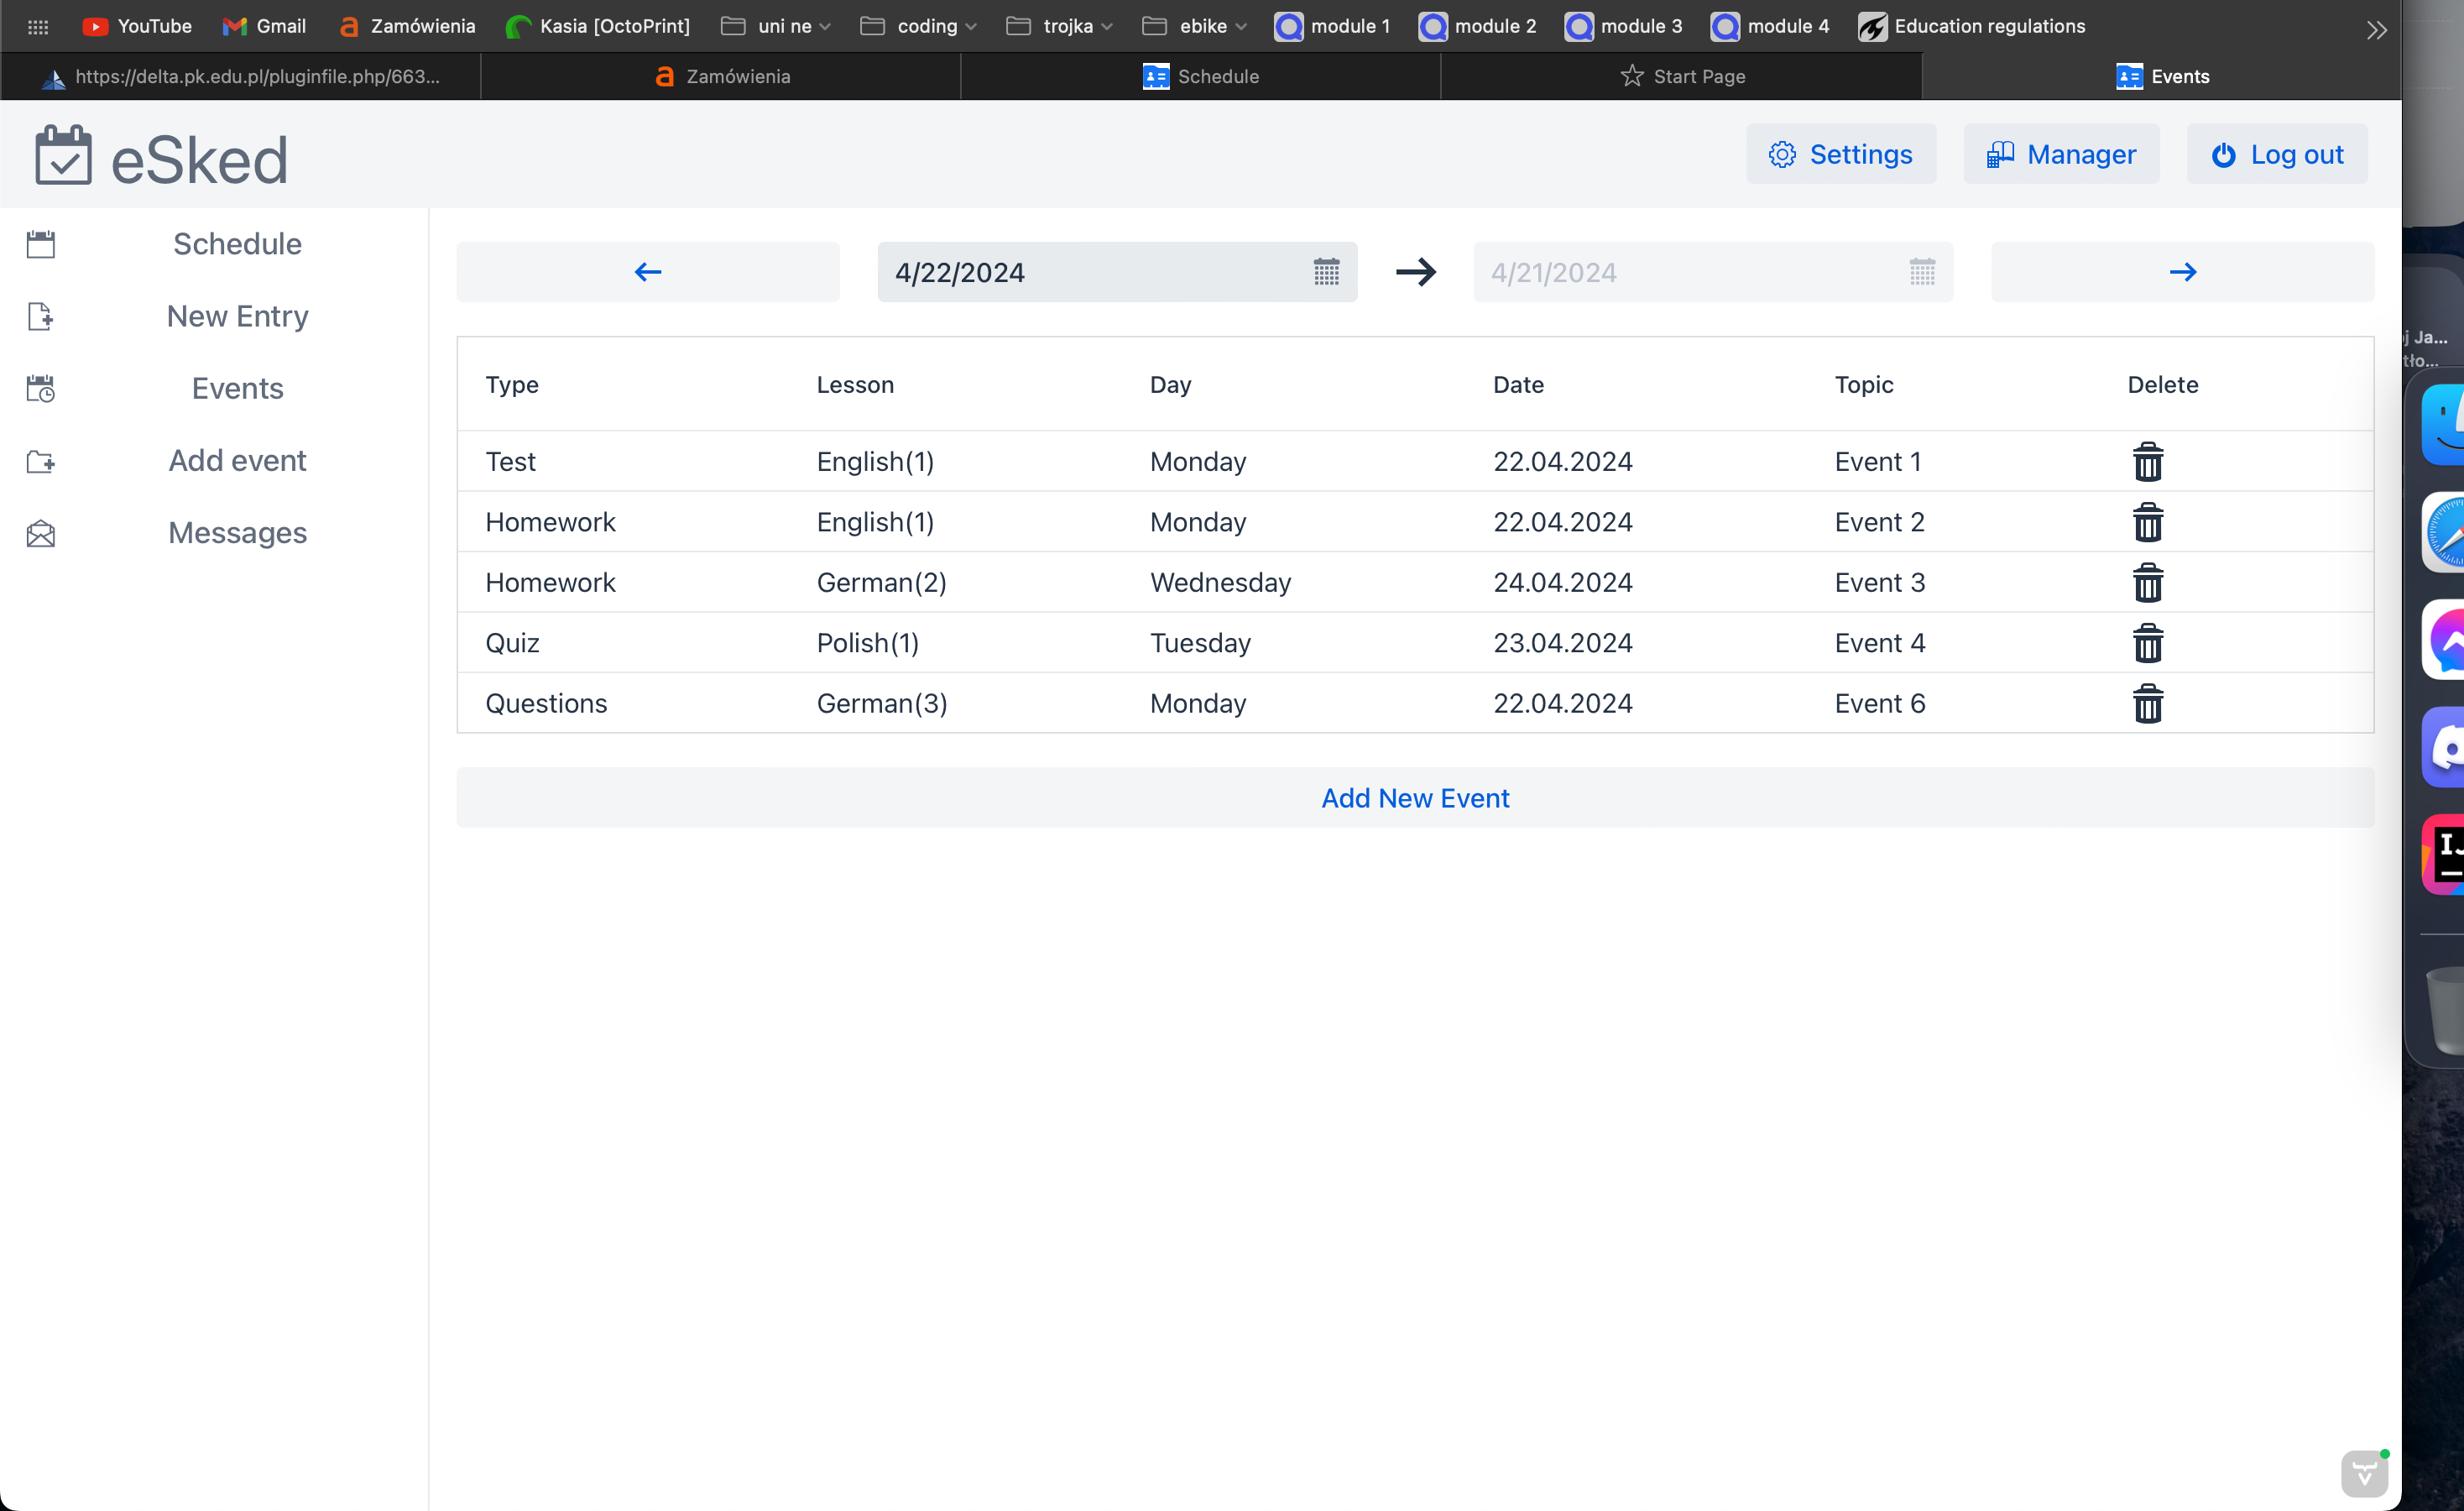 YouTube Gmail Zamówienia Kasia [OctoPrint] uni ne coding trojka ebike module 1 module 2 module 3 module 4 Education regulations
https://delta.pk.edu.pl/pluginfile.php/663... Zamówienia Schedule Start Page Events
eSked Settings Manager Log out
Schedule
New Entry
Events
Add event
Messages
4/22/2024 4/21/2024
Type Lesson Day Date Topic Delete
Test English(1) Monday 22.04.2024 Event 1
Homework English(1) Monday 22.04.2024 Event 2
Homework German(2) Wednesday 24.04.2024 Event 3
Quiz Polish(1) Tuesday 23.04.2024 Event 4
Questions German(3) Monday 22.04.2024 Event 6
Add New Event
Ja...
tło...
IJ